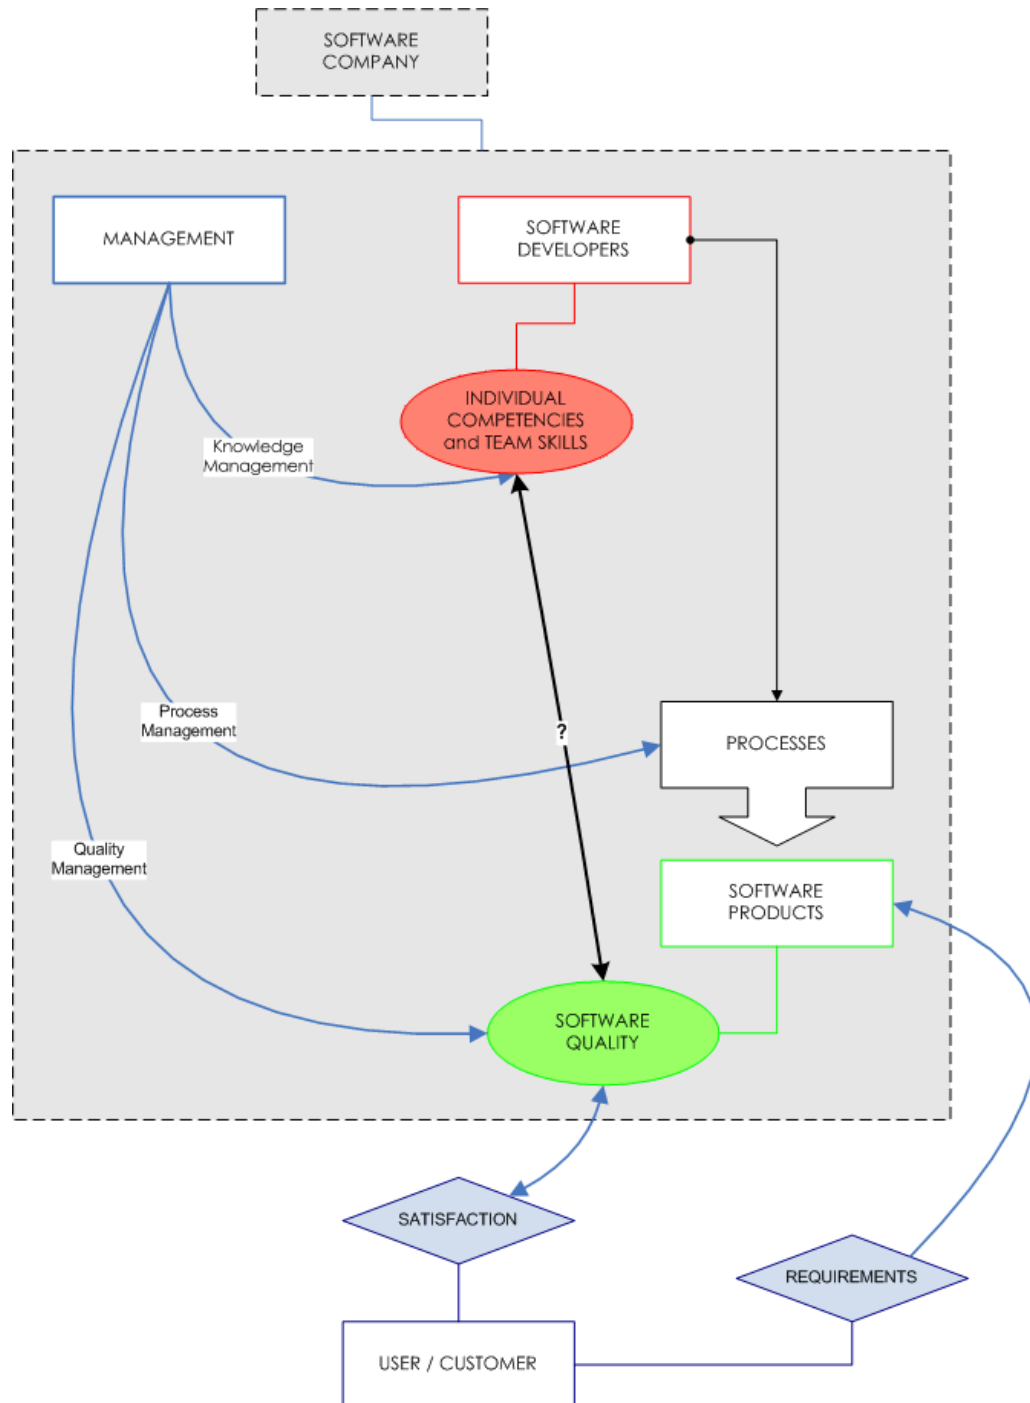 SOFTWARE
COMPANY
MANAGEMENT
SOFTWARE
DEVELOPERS
INDIVIDUAL
COMPETENCIES
and TEAM SKILLS
Knowledge
Management
Process
Management
?
PROCESSES
Quality
Management
SOFTWARE
PRODUCTS
SOFTWARE
QUALITY
SATISFACTION
REQUIREMENTS
USER / CUSTOMER